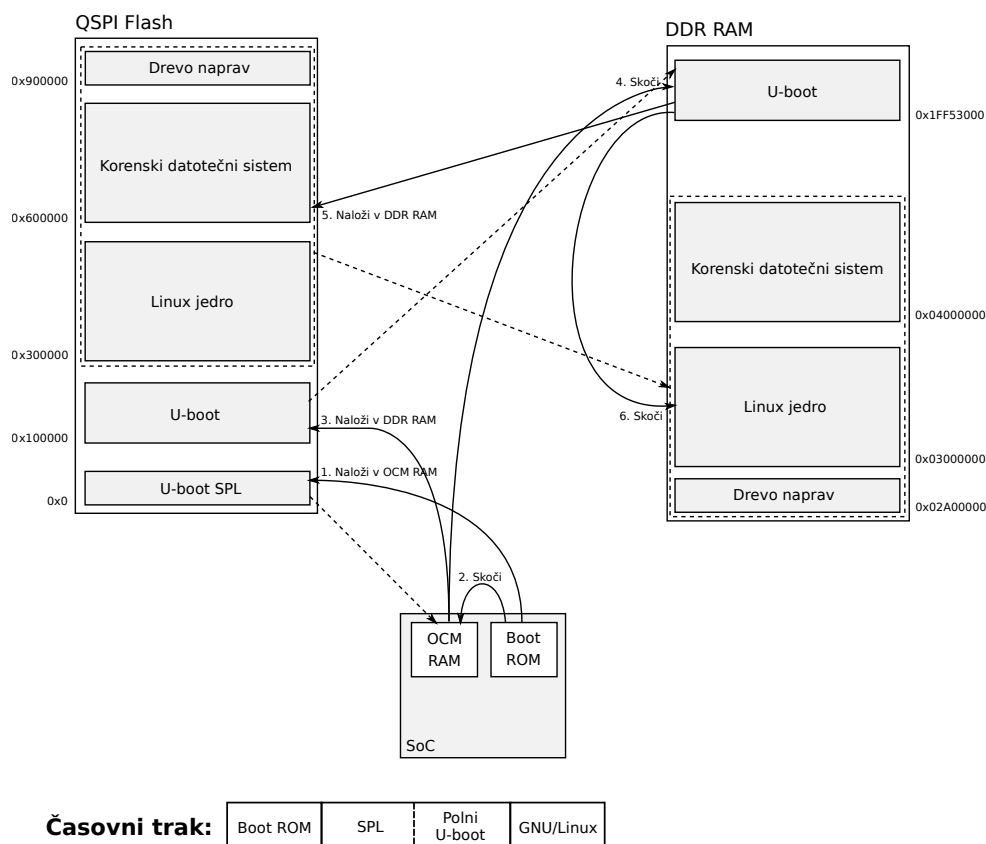 QSPI Flash
Drevo naprav
0x900000
Korenski datotečni sistem
0x600000
Linux jedro
0x300000
U-boot
0x100000
U-boot SPL
0x0
DDR RAM
U-boot
0x1FF53000
Korenski datotečni sistem
0x04000000
Linux jedro
0x03000000
Drevo naprav
0x02A00000
4. Skoči
5. Naloži v DDR RAM
6. Skoči
3. Naloži v DDR RAM
1. Naloži v OCM RAM
2. Skoči
OCM
RAM
Boot
ROM
SoC
Časovni trak:
Boot ROM
SPL
Polni
U-boot
GNU/Linux